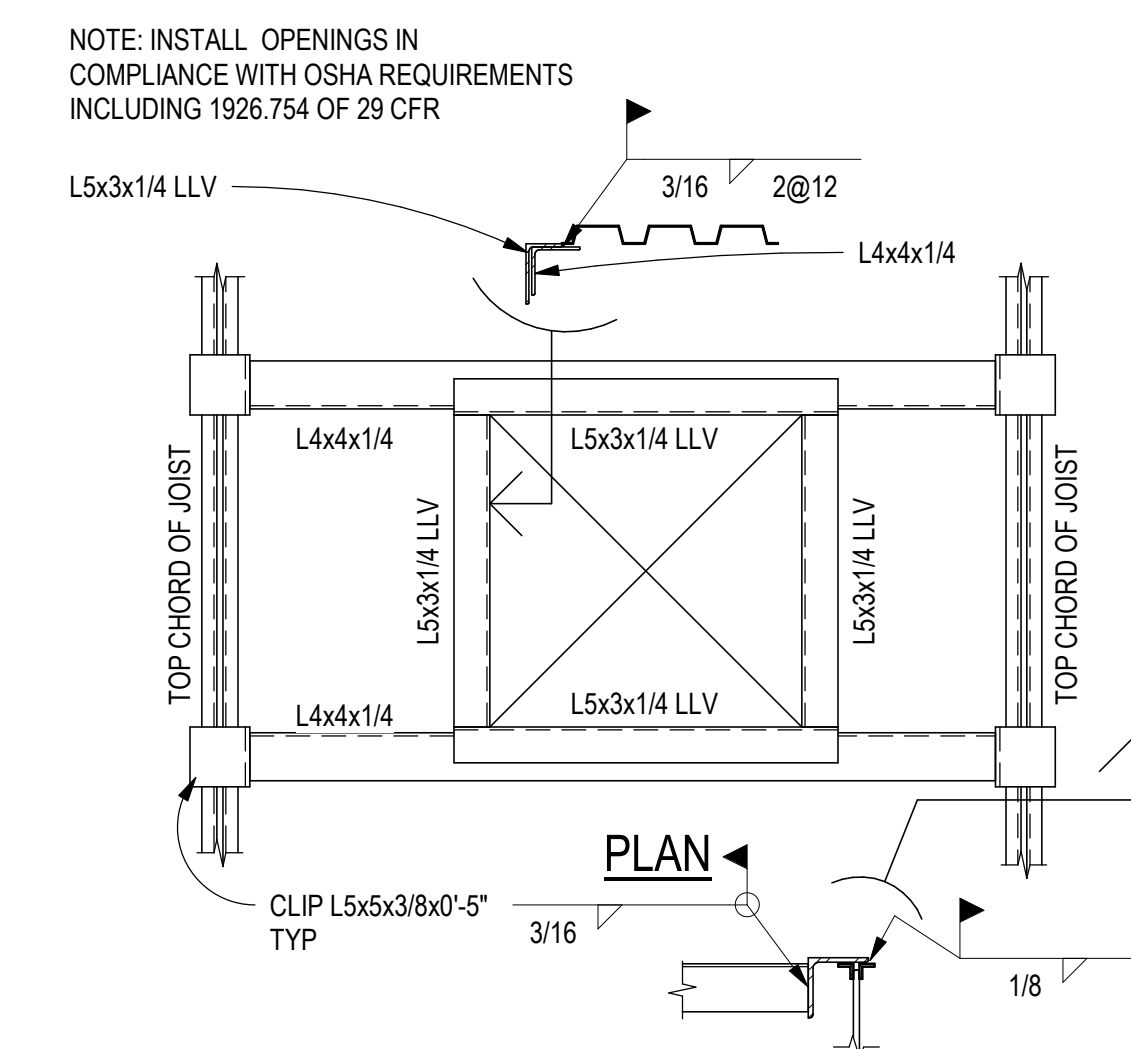 NOTE: INSTALL OPENINGS IN
COMPLIANCE WITH OSHA REQUIREMENTS
INCLUDING 1926.754 OF 29 CFR
L5x3x1/4 LLV
3/16
2@12
L4x4x1/4
L4x4x1/4
L5x3x1/4 LLV
TOP CHORD OF JOIST
L5x3x1/4 LLV
L5x3x1/4 LLV
TOP CHORD OF JOIST
L4x4x1/4
L5x3x1/4 LLV
PLAN
CLIP L5x5x3/8x0'-5"
TYP
3/16
1/8